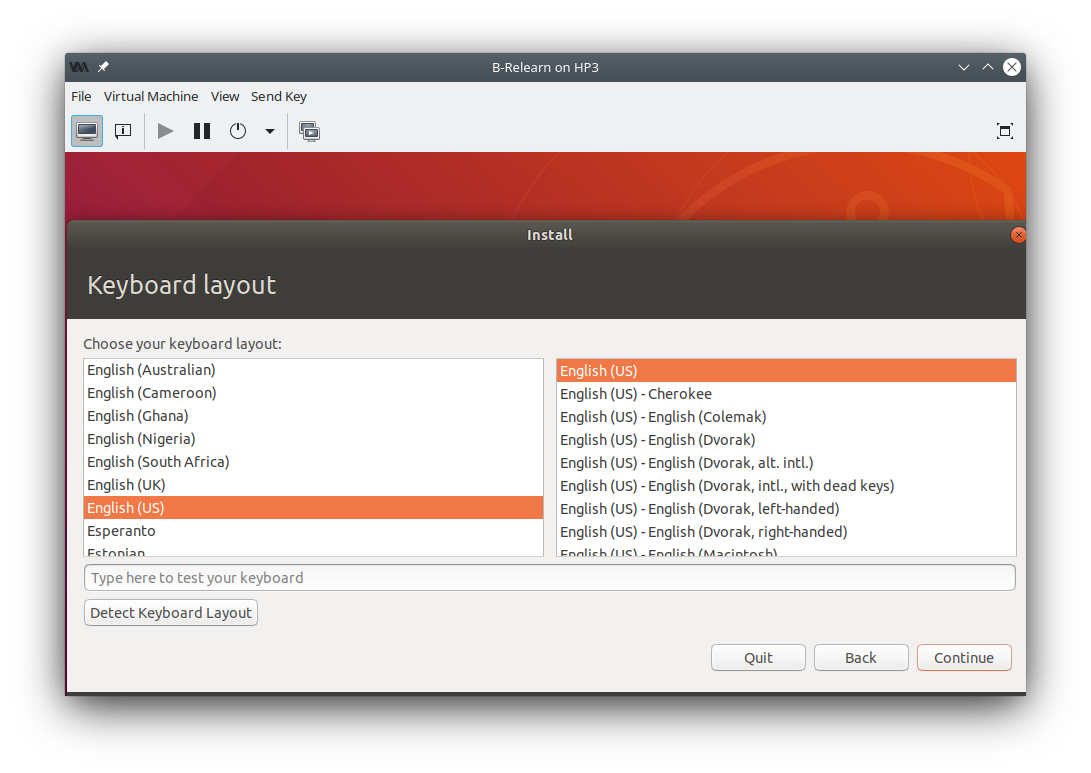 B-Relearn on HP3
File Virtual Machine View Send Key
Install
Keyboard layout
Choose your keyboard layout:
English (Australian)
English (Cameroon)
English (Ghana)
English (Nigeria)
English (South Africa)
English (UK)
English (US)
Esperanto
Estonian
English (US)
English (US) - Cherokee
English (US) - English (Colemak)
English (US) - English (Dvorak)
English (US) - English (Dvorak, alt. intl.)
English (US) - English (Dvorak, intl., with dead keys)
English (US) - English (Dvorak, left-handed)
English (US) - English (Dvorak, right-handed)
English (US) - English (Macintosh)
Type here to test your keyboard
Detect Keyboard Layout
Quit Back Continue